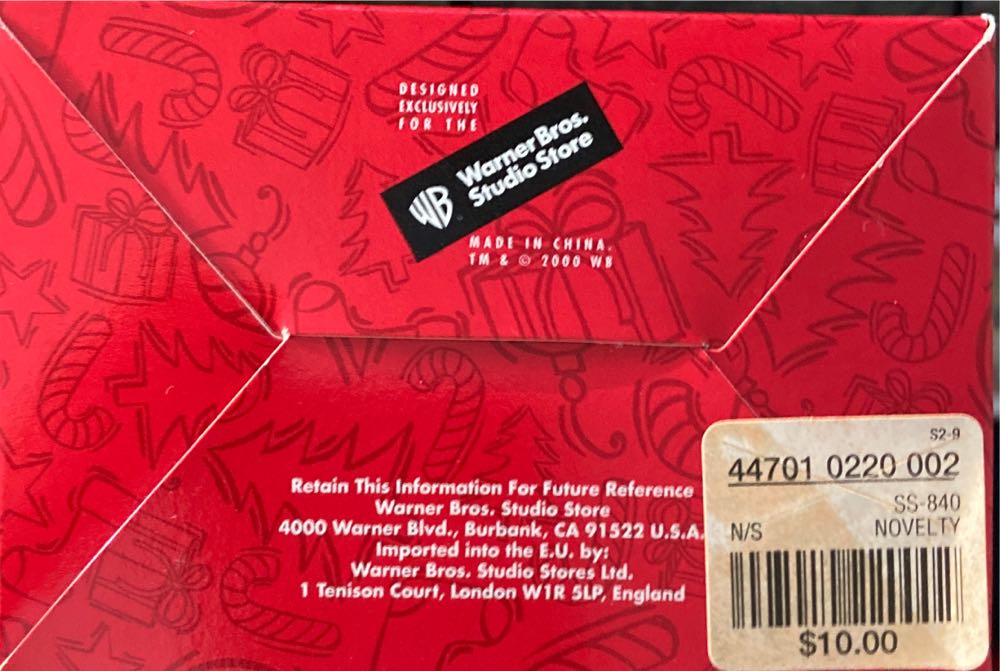 DESIGNED
EXCLUSIVELY
FOR THE
WB Warner Bros.
Studio Store
MADE IN CHINA.
TM & © 2000 WB
Retain This Information For Future Reference
Warner Bros. Studio Store
4000 Warner Blvd., Burbank, CA 91522 U.S.A.
Imported into the E.U. by:
Warner Bros. Studio Stores Ltd.
1 Tenison Court, London W1R 5LP, England
S2-9
44701 0220 002
SS-840
N/S NOVELTY
$10.00